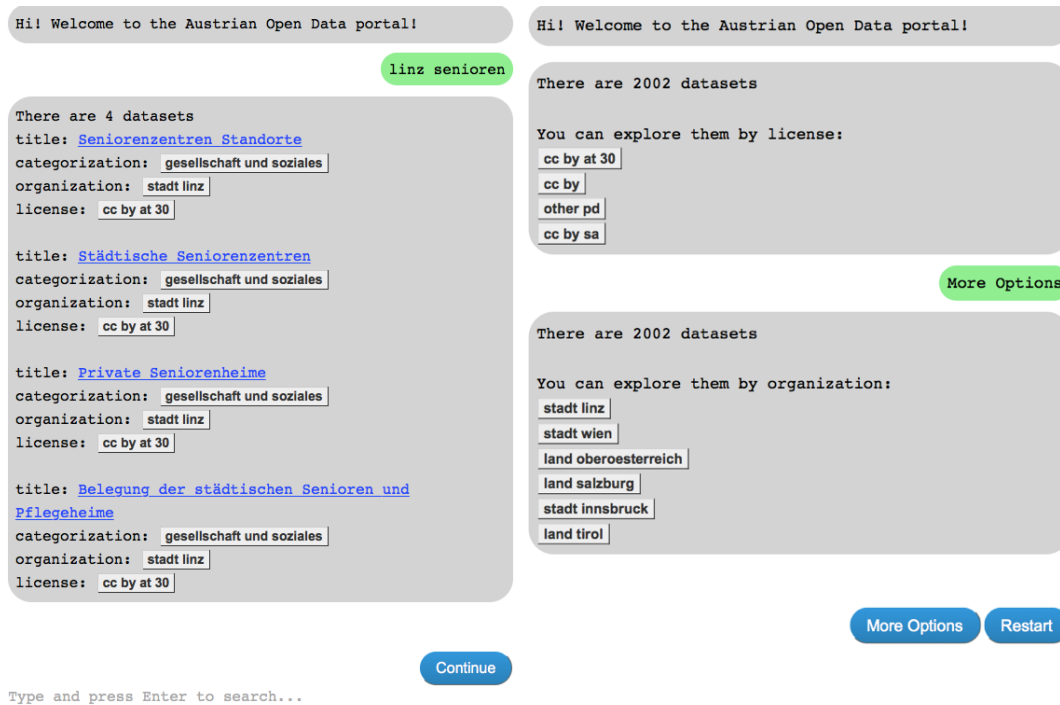 Hi! Welcome to the Austrian Open Data portal!
linz senioren
There are 4 datasets
title: Seniorenzentren Standorte
categorization: gesellschaft und soziales
organization: stadt linz
license: cc by at 30
title: Städtische Seniorenzentren
categorization: gesellschaft und soziales
organization: stadt linz
license: cc by at 30
title: Private Seniorenheime
categorization: gesellschaft und soziales
organization: stadt linz
license: cc by at 30
title: Belegung der städtischen Senioren und
Pflegeheime
categorization: gesellschaft und soziales
organization: stadt linz
license: cc by at 30
Continue
Type and press Enter to search...
Hi! Welcome to the Austrian Open Data portal!
There are 2002 datasets
You can explore them by license:
cc by at 30
cc by
other pd
cc by sa
More Options
There are 2002 datasets
You can explore them by organization:
stadt linz
stadt wien
land oberoesterreich
land salzburg
stadt innsbruck
land tirol
More Options
Restart